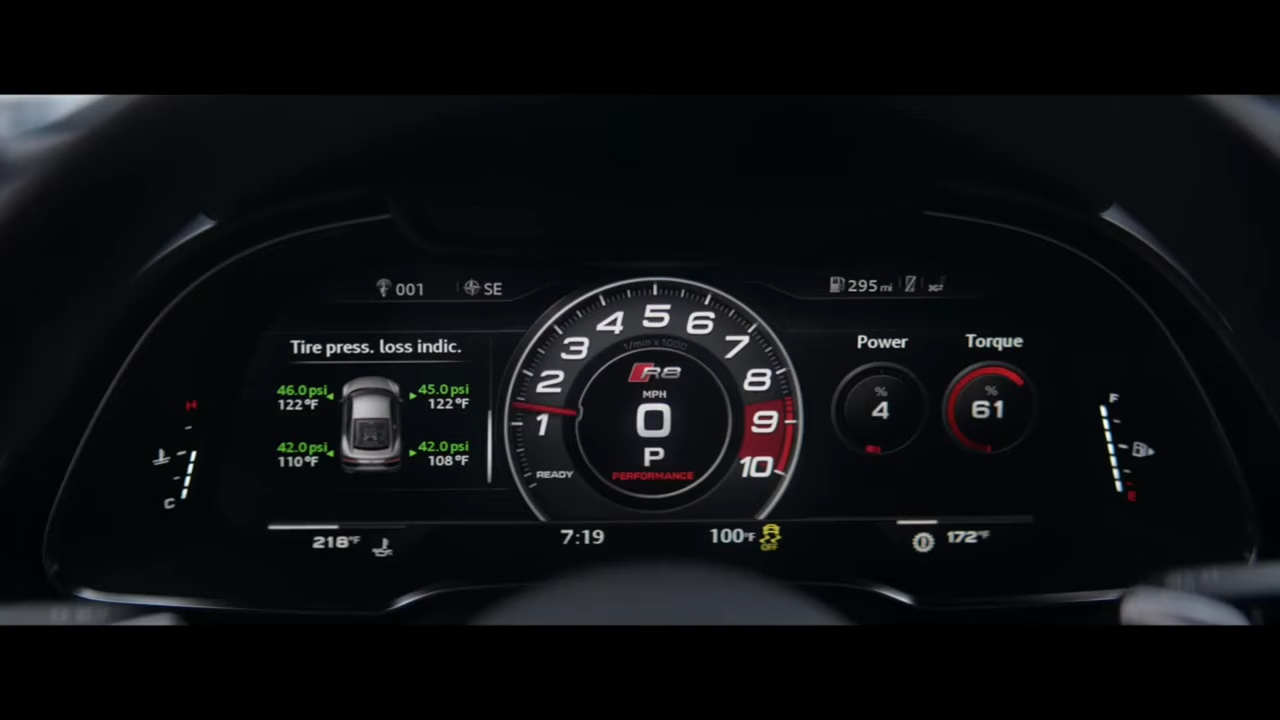 001
SE
295 mi
Tire press. loss indic.
46.0 psi
122°F
45.0 psi
122°F
42.0 psi
110°F
42.0 psi
108°F
1
2
3
4
5
6
7
8
9
10
1/min x 1000
R8
MPH
0
P
PERFORMANCE
READY
Power
%
4
Torque
%
61
H
C
F
E
218°F
7:19
100°F
OFF
172°F